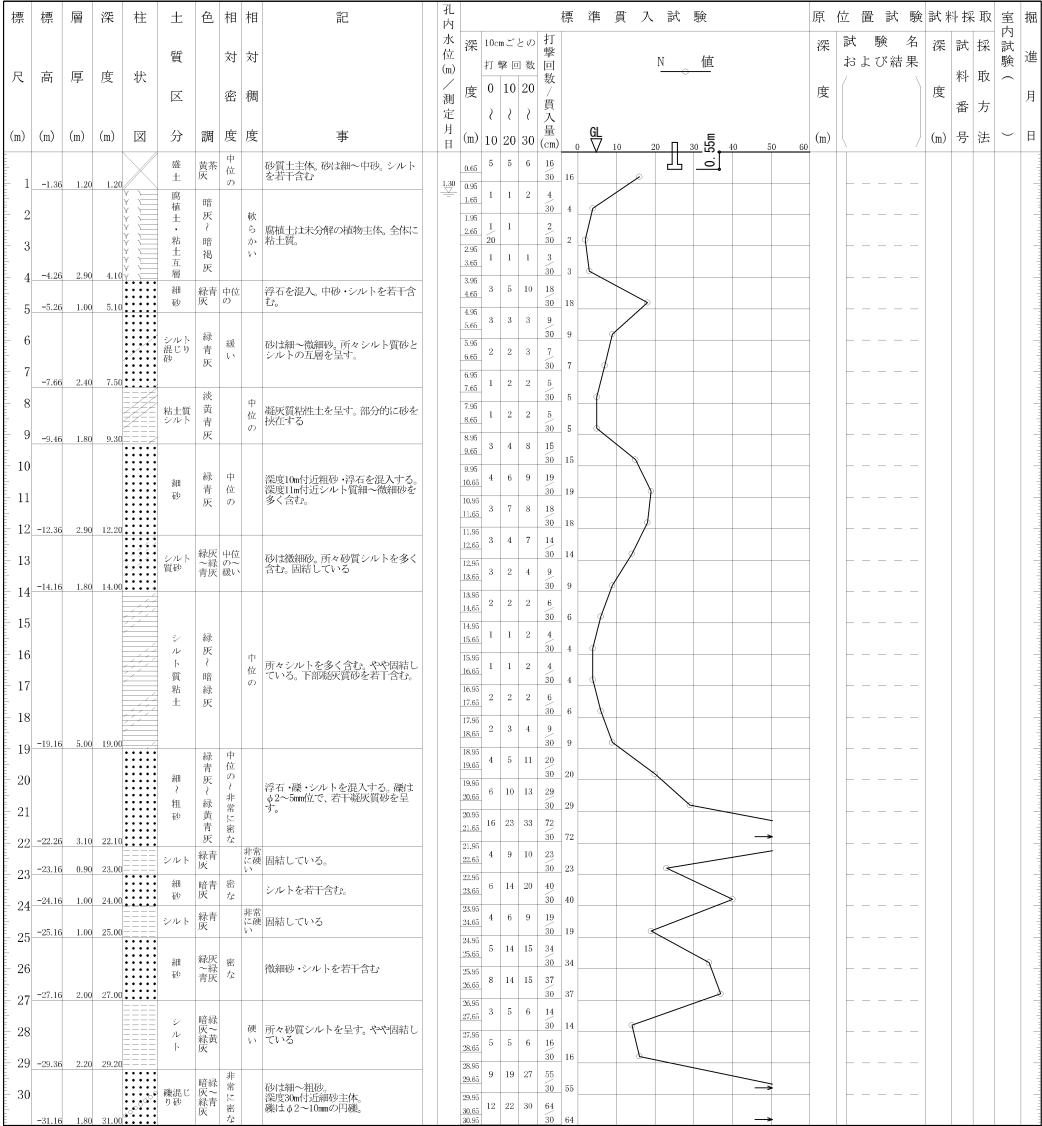 標尺(m) 標高(m) 層厚(m) 深度(m) 柱状図 土質区分 色調 相対密度 相対稠度 記事 孔内水位(m)／測定月日 標準貫入試験 原位置試験 試料採取 室内試験（ ） 掘進月日
深度(m) 10cmごとの打撃回数 打撃回数/貫入量(cm) N 値 深度(m) 試験名および結果 深度(m) 試料番号 採取方法
0〜10 10〜20 20〜30
GL 0.55m
0 10 20 30 40 50 60
1 -1.36 1.20 1.20 盛土 黄茶灰 中位の 砂質土主体。砂は細〜中砂。シルトを若干含む
1.30
2
3
4 -4.26 2.90 4.10 腐植土・粘土互層 暗灰〜暗褐灰 軟らかい 腐植土は未分解の植物主体。全体に粘土質。
5 -5.26 1.00 5.10 細砂 緑青灰 中位の 浮石を混入。中砂・シルトを若干含む。
6
7 -7.66 2.40 7.50 シルト混じり砂 緑青灰 緩い 砂は細〜微細砂。所々シルト質砂とシルトの互層を呈す。
8
9 -9.46 1.80 9.30 粘土質シルト 淡黄青灰 中位の 凝灰質粘性土を呈す。部分的に砂を挟在する
10
11
12 -12.36 2.90 12.20 細砂 緑青灰 中位の 深度10m付近粗砂・浮石を混入する。深度11m付近シルト質細〜微細砂を多く含む。
13
14 -14.16 1.80 14.00 シルト質砂 緑灰〜緑青灰 中位の〜緩い 砂は微細砂。所々砂質シルトを多く含む。固結している
15
16
17
18
19 -19.16 5.00 19.00 シルト質粘土 緑灰〜暗緑灰 中位の 所々シルトを多く含む。やや固結している。下部凝灰質砂を若干含む。
20
21
22 -22.26 3.10 22.10 細〜粗砂 緑青灰〜緑黄青灰 中位の〜非常に密な 浮石・礫・シルトを混入する。礫はφ2〜5mm位で、若干凝灰質砂を呈す。
23 -23.16 0.90 23.00 シルト 緑青灰 非常に硬い 固結している。
24 -24.16 1.00 24.00 細砂 暗青灰 密な シルトを若干含む。
25 -25.16 1.00 25.00 シルト 緑青灰 非常に硬い 固結している
26
27 -27.16 2.00 27.00 細砂 緑灰〜緑青灰 密な 微細砂・シルトを若干含む
28
29 -29.36 2.20 29.20 シルト 暗緑灰〜緑黄灰 硬い 所々砂質シルトを呈す。やや固結している
30
-31.16 1.80 31.00 礫混じり砂 暗緑灰〜緑青灰 非常に密な 砂は細〜粗砂。深度30m付近細砂主体。礫はφ2〜10mmの円礫。
0.65 0.95 5 5 6 16/30 16
1.65 1.95 1 1 2 4/30 4
2.65 2.95 1/20 1 2/30 2
3.65 3.95 1 1 1 3/30 3
4.65 4.95 3 5 10 18/30 18
5.65 5.95 3 3 3 9/30 9
6.65 6.95 2 2 3 7/30 7
7.65 7.95 1 2 2 5/30 5
8.65 8.95 1 2 2 5/30 5
9.65 9.95 3 4 8 15/30 15
10.65 10.95 4 6 9 19/30 19
11.65 11.95 3 7 8 18/30 18
12.65 12.95 3 4 7 14/30 14
13.65 13.95 3 2 4 9/30 9
14.65 14.95 2 2 2 6/30 6
15.65 15.95 1 1 2 4/30 4
16.65 16.95 1 1 2 4/30 4
17.65 17.95 2 2 2 6/30 6
18.65 18.95 2 3 4 9/30 9
19.65 19.95 4 5 11 20/30 20
20.65 20.95 6 10 13 29/30 29
21.65 21.95 16 23 33 72/30 72
22.65 22.95 4 9 10 23/30 23
23.65 23.95 6 14 20 40/30 40
24.65 24.95 4 6 9 19/30 19
25.65 25.95 5 14 15 34/30 34
26.65 26.95 8 14 15 37/30 37
27.65 27.95 3 5 6 14/30 14
28.65 28.95 5 5 6 16/30 16
29.65 29.95 9 19 27 55/30 55
30.65 30.95 12 22 30 64/30 64